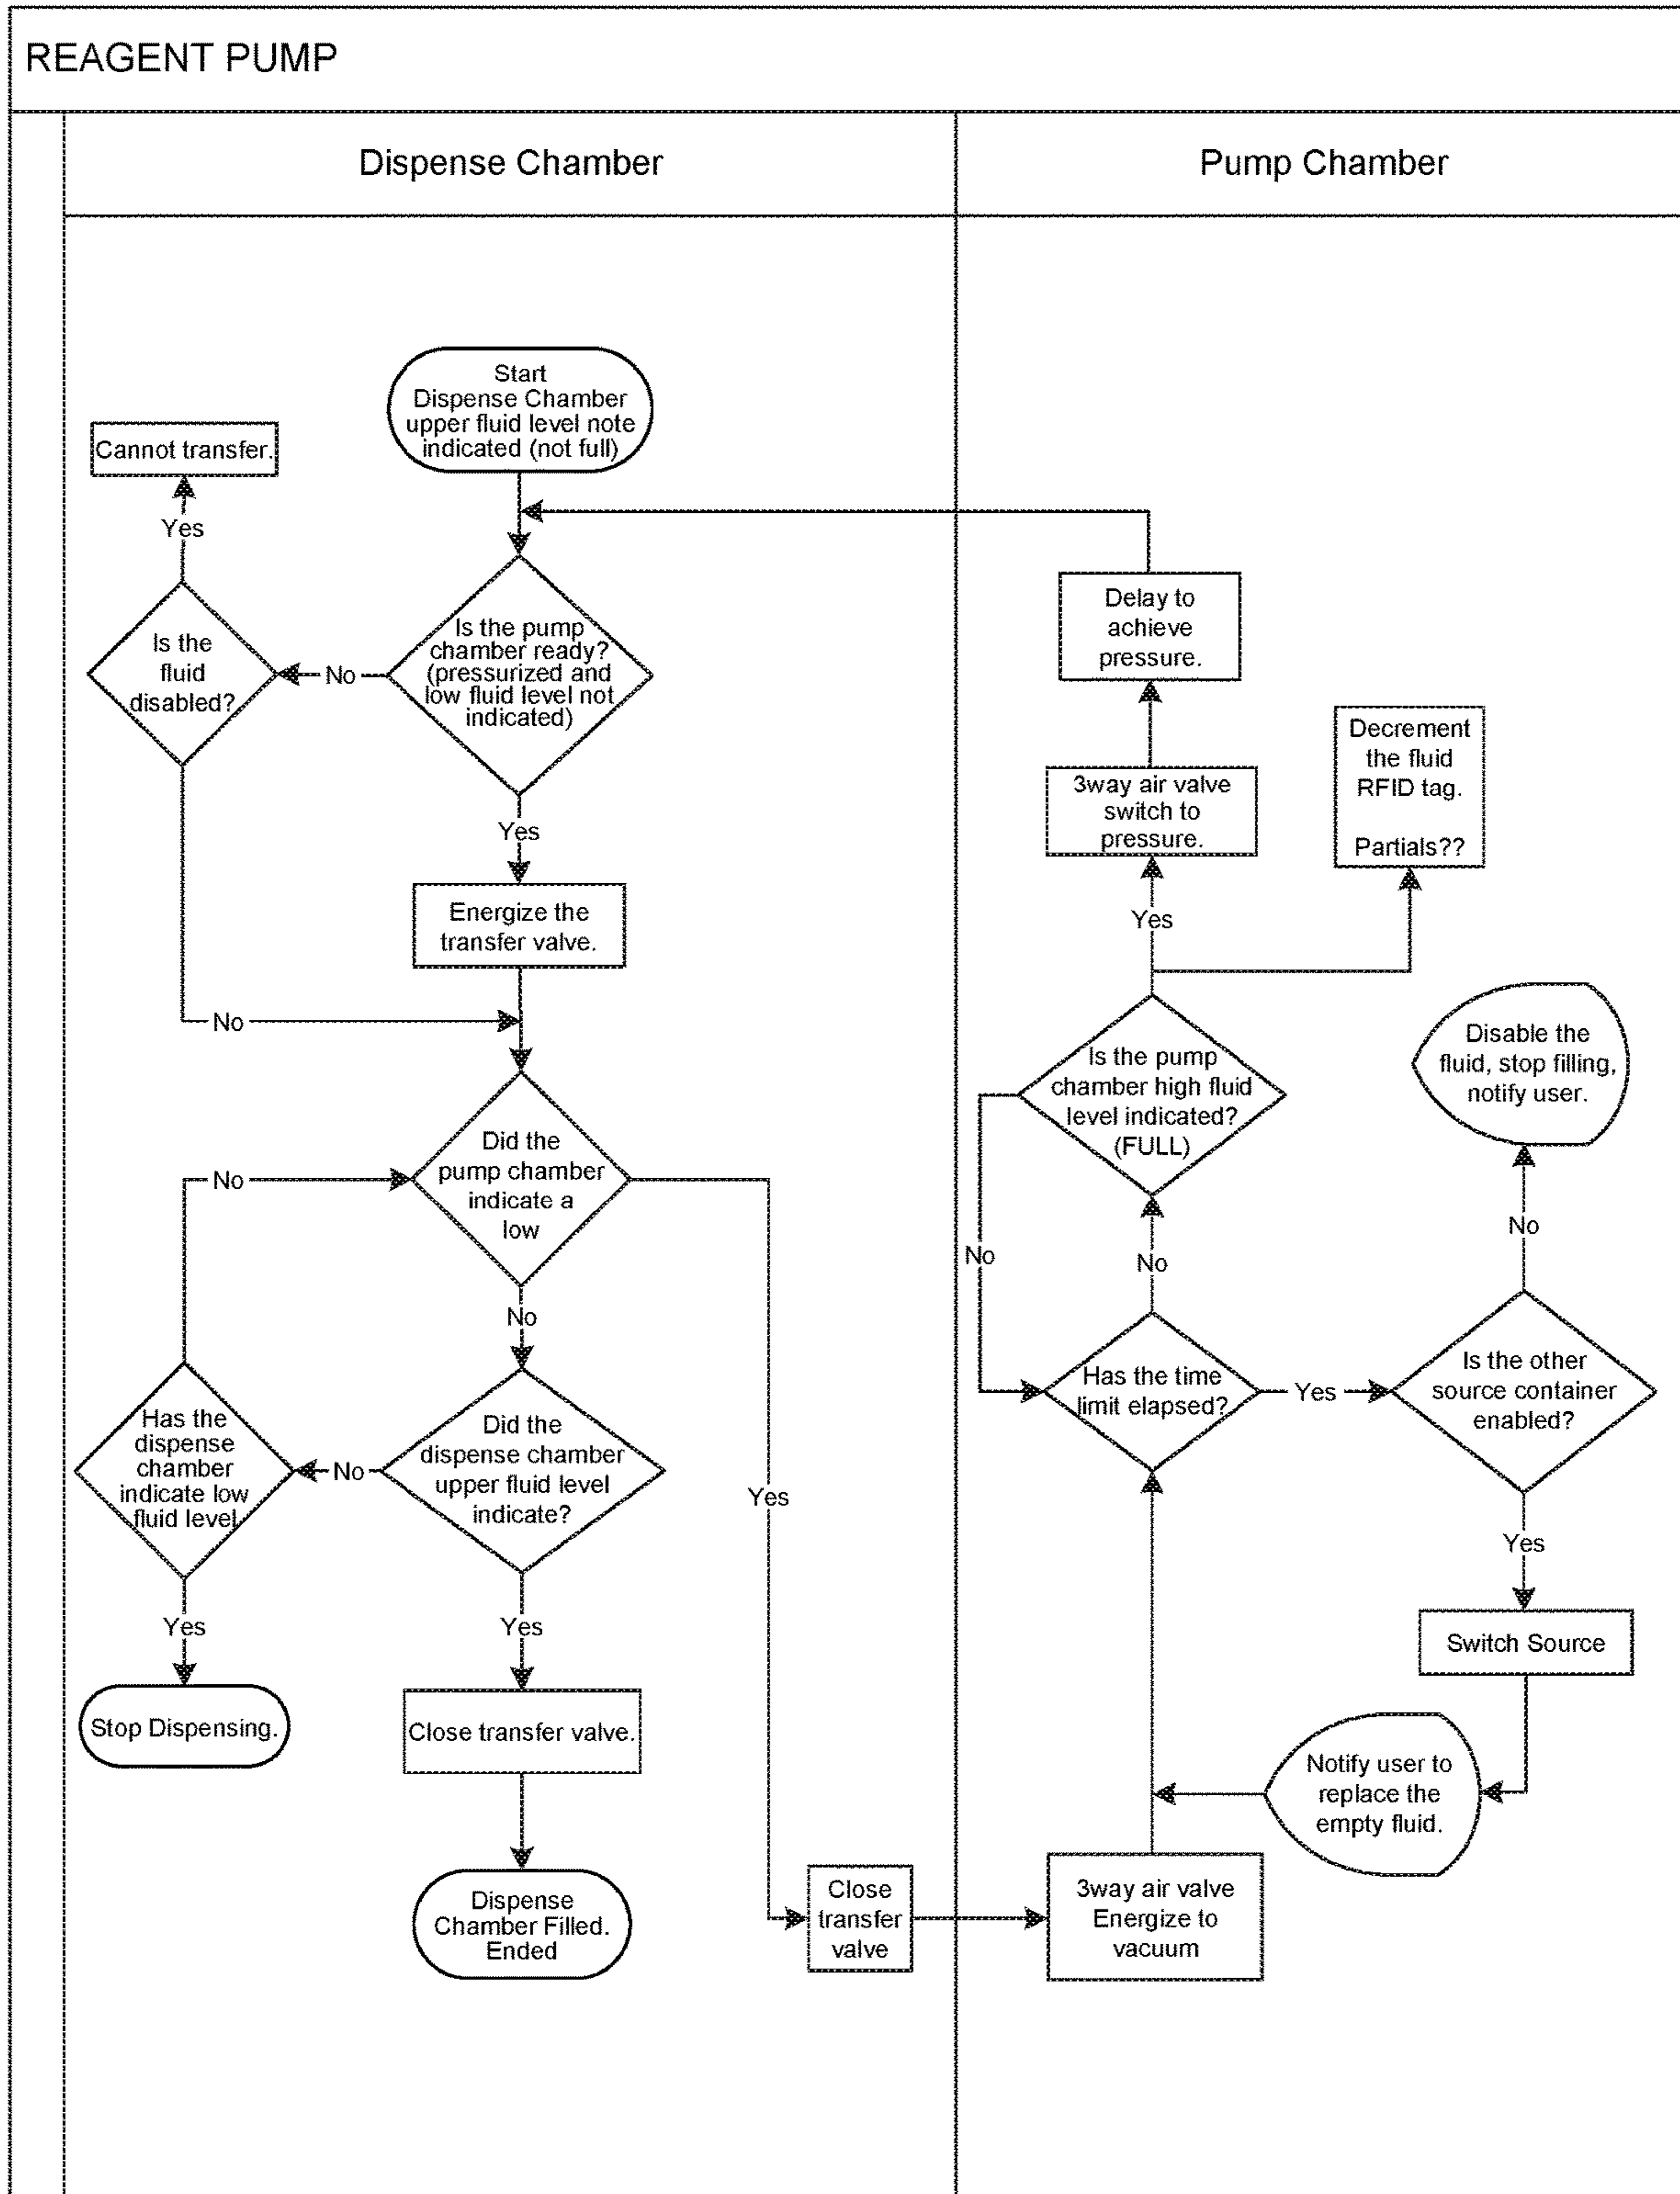 REAGENT PUMP
Dispense Chamber
Pump Chamber
Start
Dispense Chamber
upper fluid level note
indicated (not full)
Cannot transfer.
Yes
Is the
fluid
disabled?
No
Is the pump
chamber ready?
(pressurized and
low fluid level not
indicated)
Yes
Energize the
transfer valve.
No
Did the
pump chamber
indicate a
low
No
No
Did the
dispense chamber
upper fluid level
indicate?
No
Has the
dispense
chamber
indicate low
fluid level
Yes
Stop Dispensing.
Yes
Close transfer valve.
Dispense
Chamber Filled.
Ended
Yes
Close
transfer
valve
Delay to
achieve
pressure.
3way air valve
switch to
pressure.
Decrement
the fluid
RFID tag.
Partials??
Yes
Is the pump
chamber high fluid
level indicated?
(FULL)
Disable the
fluid, stop filling,
notify user.
No
No
No
Has the time
limit elapsed?
Yes
Is the other
source container
enabled?
Yes
Switch Source
Notify user to
replace the
empty fluid.
3way air valve
Energize to
vacuum